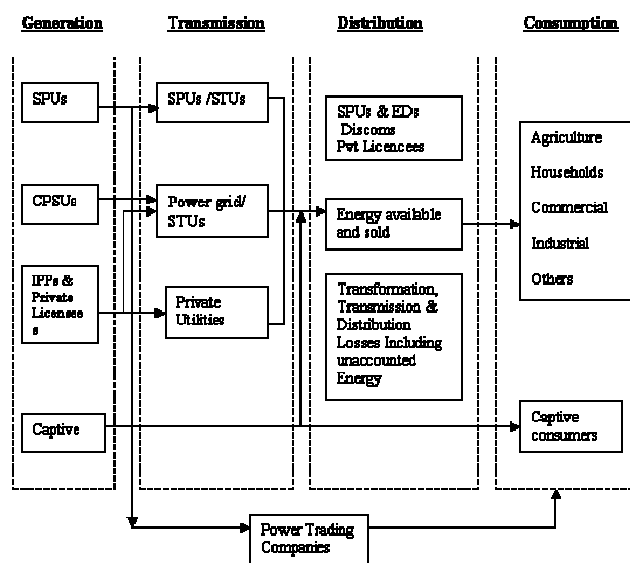 Generation
Transmission
Distribution
Consumption
SPUs
CPSUs
IPPs &
Private
Licensee
s
Captive
SPUs /STUs
Power grid/
STUs
Private
Utilities
SPUs & EDs
Discoms
Pvt Licencees
Energy available
and sold
Transformation,
Transmission &
Distribution
Losses Including
unaccounted
Energy
Agriculture
Households
Commercial
Industrial
Others
Captive
consumers
Power Trading
Companies